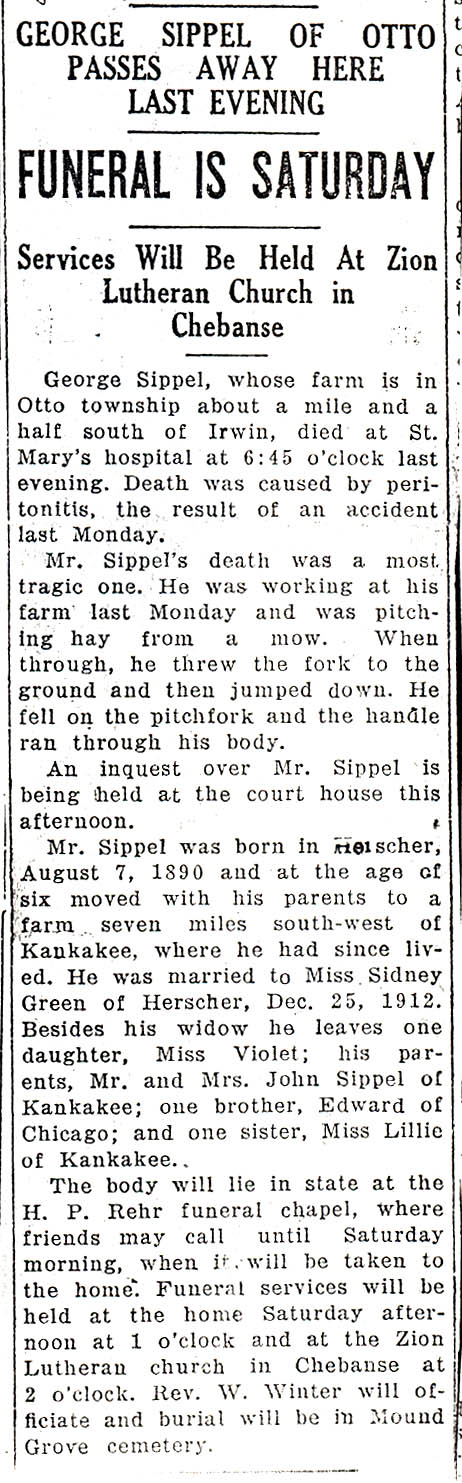 GEORGE SIPPEL OF OTTO
PASSES AWAY HERE
LAST EVENING
FUNERAL IS SATURDAY
Services Will Be Held At Zion
Lutheran Church in
Chebanse
George Sippel, whose farm is in
Otto township about a mile and a
half south of Irwin, died at St.
Mary's hospital at 6:45 o'clock last
evening. Death was caused by peri-
tonitis, the result of an accident
last Monday.
Mr. Sippel's death was a most
tragic one. He was working at his
farm last Monday and was pitch-
ing hay from a mow. When
through, he threw the fork to the
ground and then jumped down. He
fell on the pitchfork and the handle
ran through his body.
An inquest over Mr. Sippel is
being held at the court house this
afternoon.
Mr. Sippel was born in
August 7, 1890 and at the age of
six moved with his parents to a
farm seven miles south-west of
Kankakee, where he had since liv-
ed. He was married to Miss Sidney
Green of Herscher, Dec. 25, 1912.
Besides his widow he leaves one
daughter, Miss Violet; his par-
ents, Mr. and Mrs. John Sippel of
Kankakee; one brother, Edward of
Chicago; and one sister, Miss Lillie
of Kankakee.
The body will lie in state at the
H. P. Rehr funeral chapel, where
friends may call until Saturday
morning, when it will be taken to
the home. Funeral services will be
held at the home Saturday after-
noon at 1 o'clock and at the Zion
Lutheran church in Chebanse at
2 o'clock. Rev. W. Winter will of-
ficiate and burial will be in Mound
Grove cemetery.